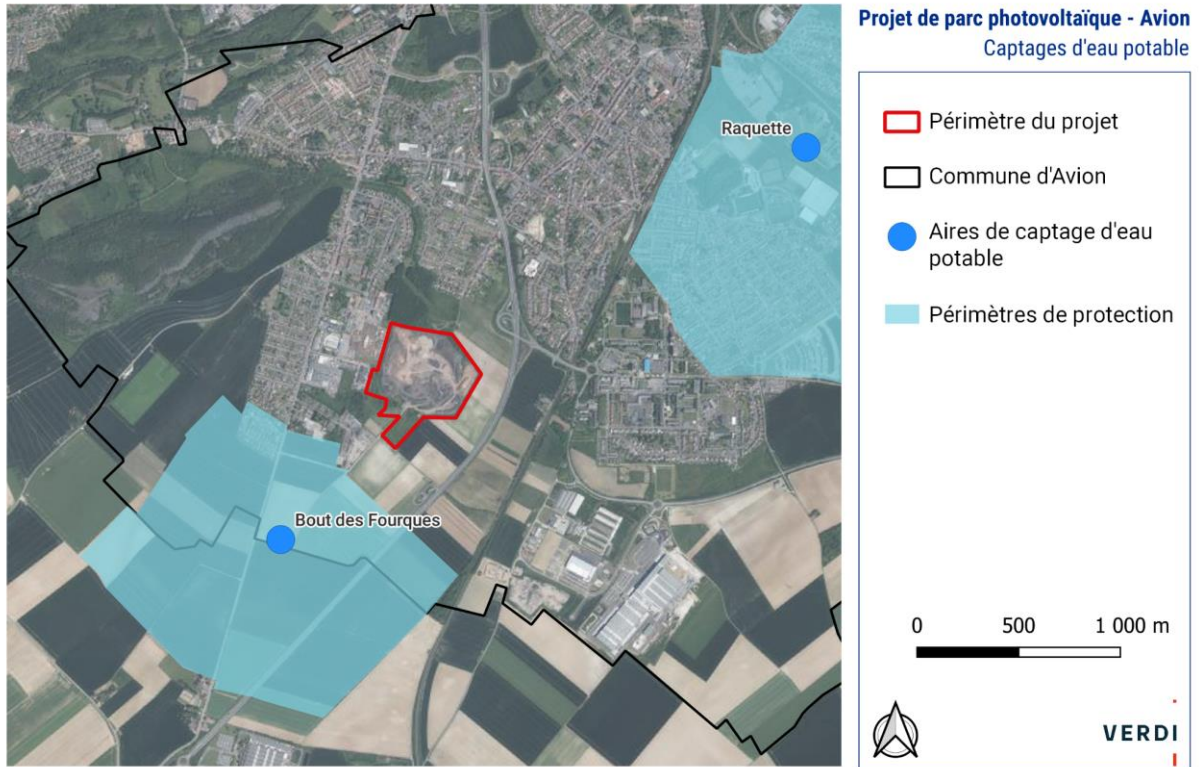 Projet de parc photovoltaïque - Avion
Captages d'eau potable
Raquette
Bout des Fourques
Périmètre du projet
Commune d'Avion
Aires de captage d'eau
potable
Périmètres de protection
0 500 1 000 m
VERDI